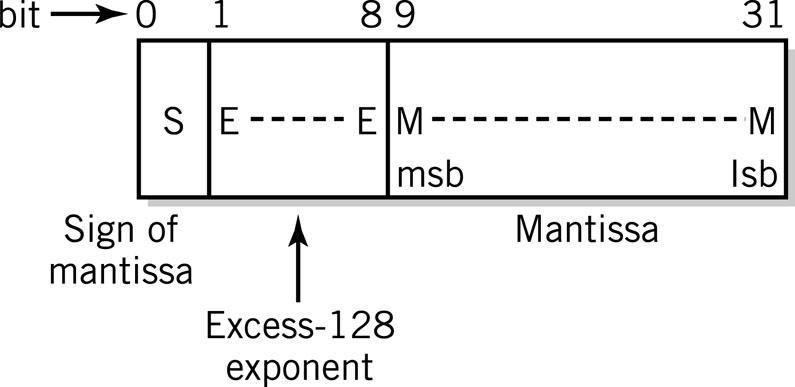 bit 0 1 8 9 31
S E E M M
msb lsb
Sign of
mantissa
Mantissa
Excess-128
exponent